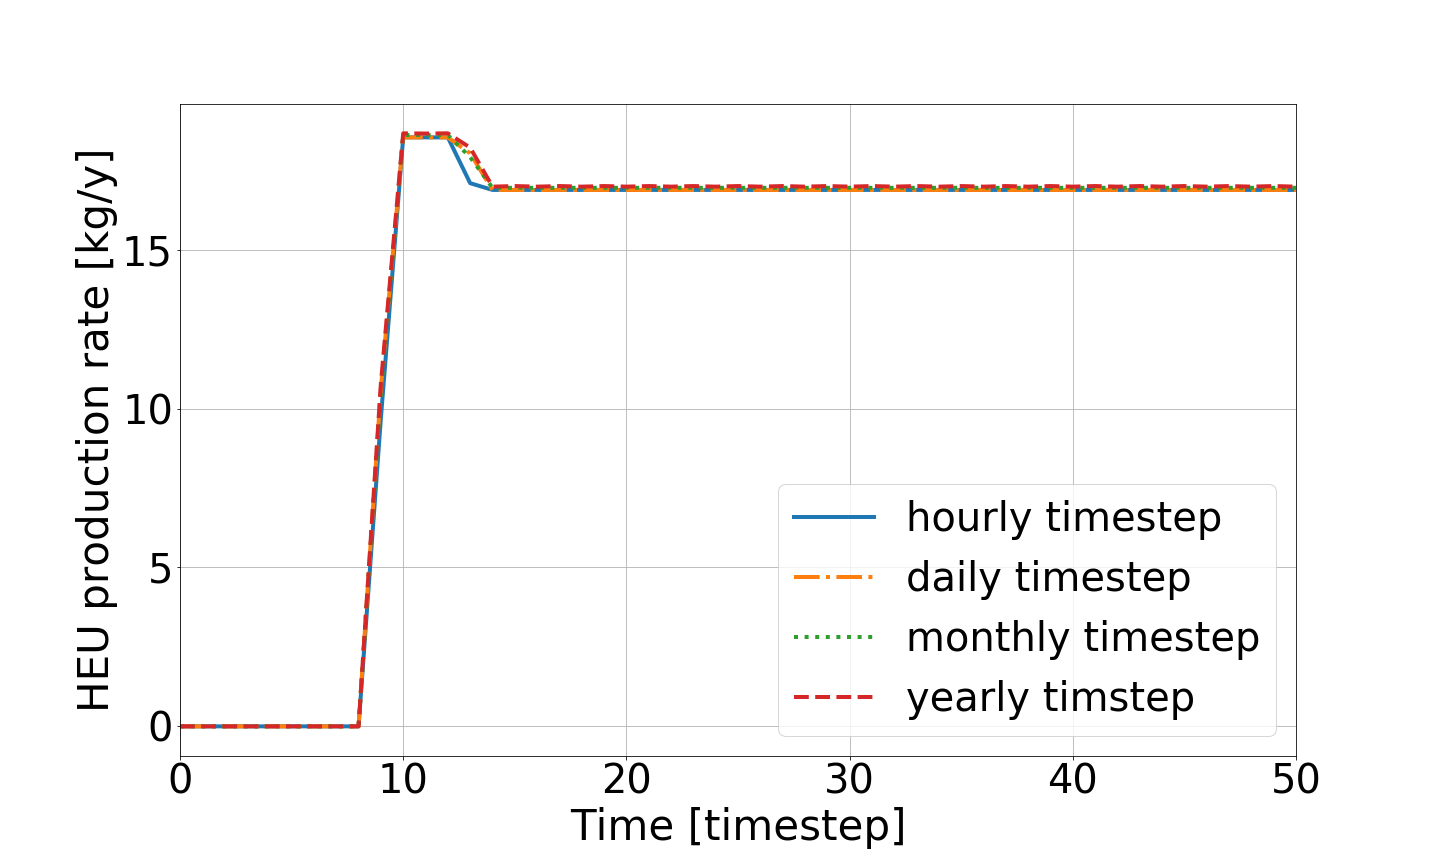 HEU production rate [kg/y]
15
10
5
0
0 10 20 30 40 50
Time [timestep]
hourly timestep
daily timestep
monthly timestep
yearly timstep